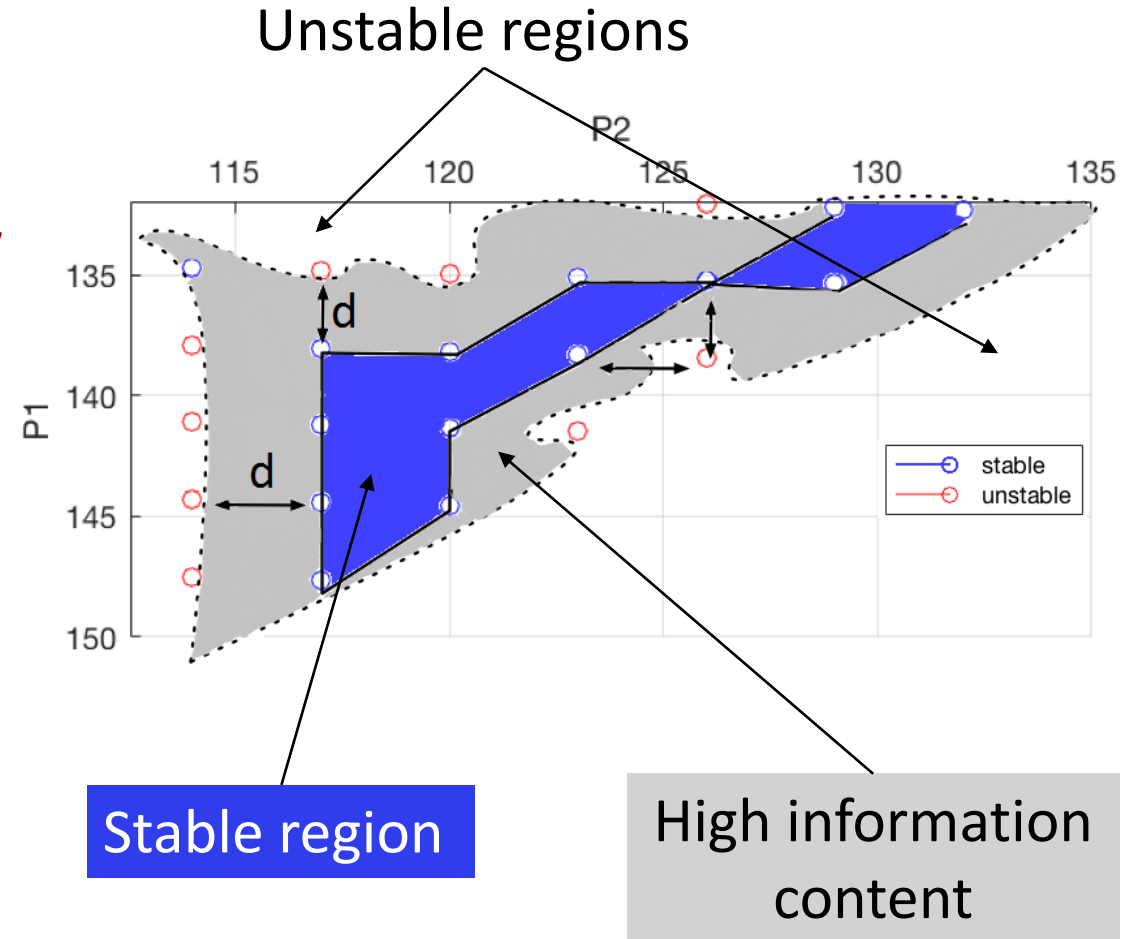 Unstable regions
P2
115 120 125 130 135
135
140
145
150
P1
d
d
stable
unstable
Stable region
High information
content